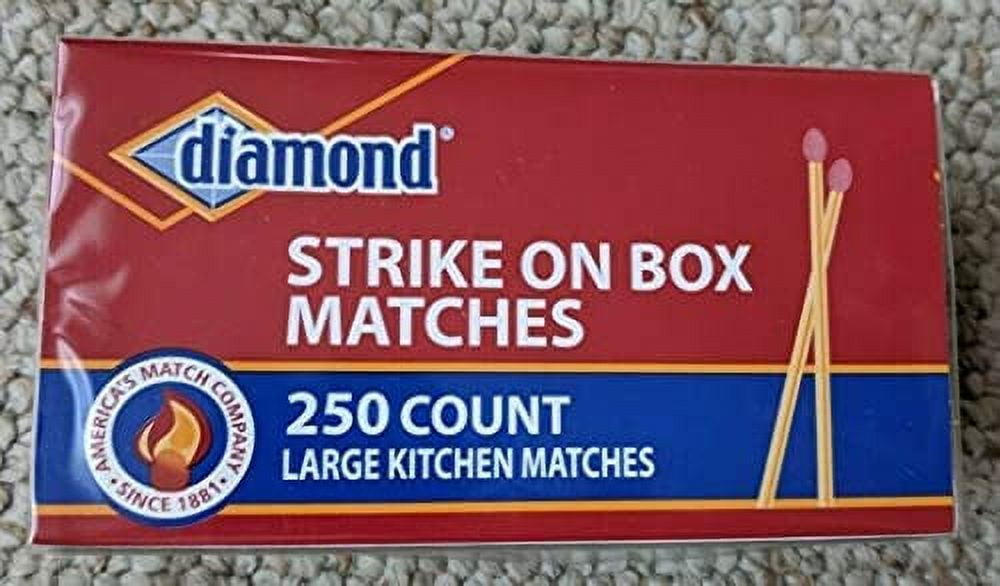 diamond®
STRIKE ON BOX
MATCHES
250 COUNT
LARGE KITCHEN MATCHES
AMERICA'S MATCH COMPANY
• SINCE 1881 •